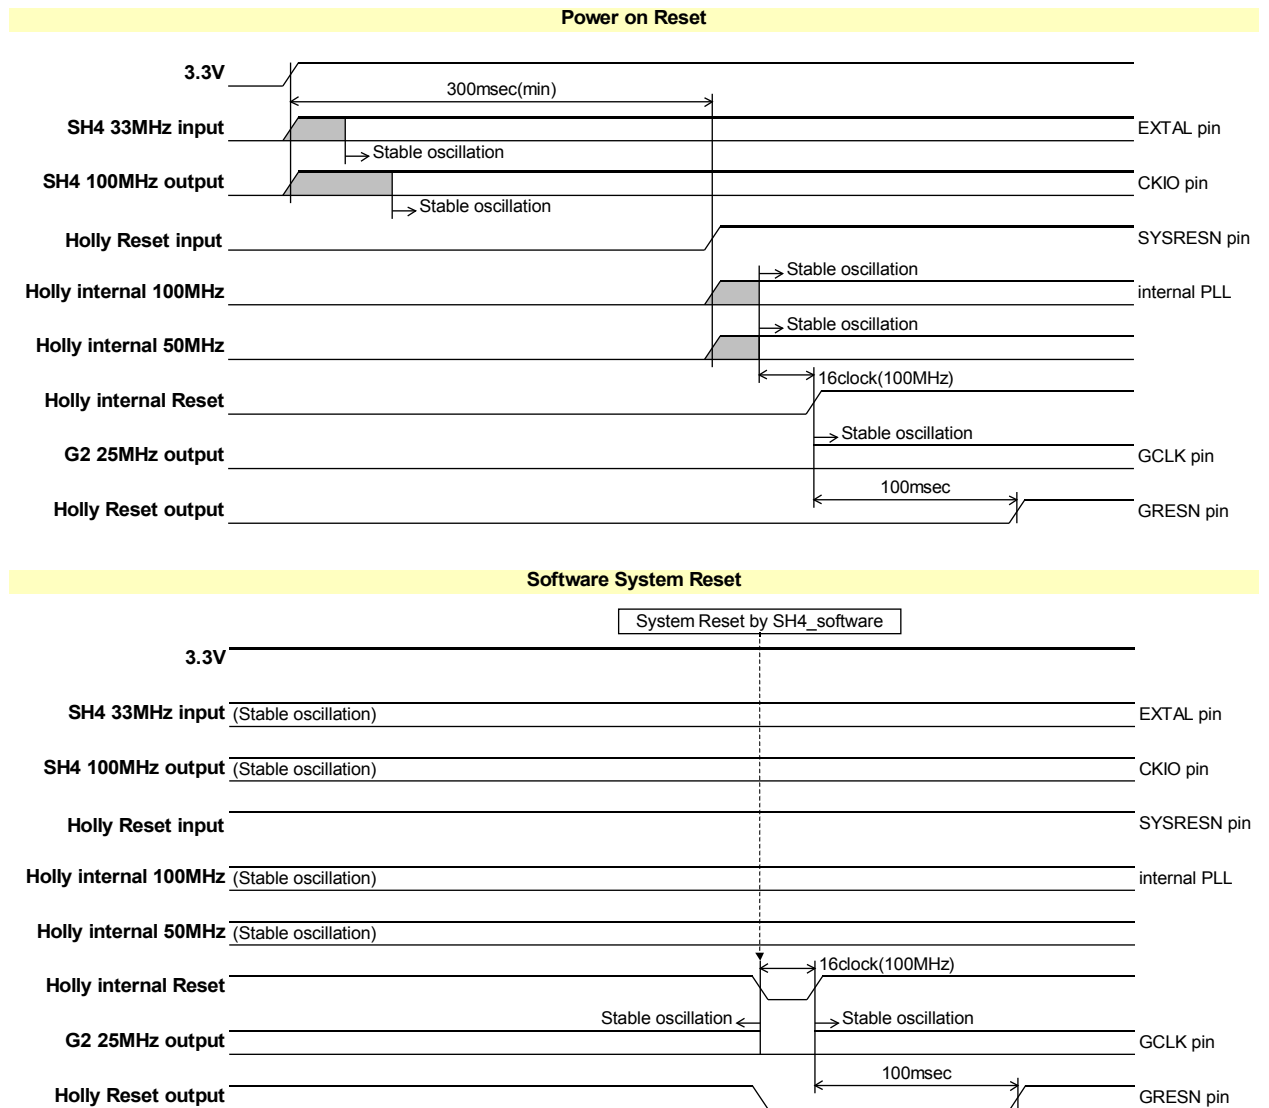 Power on Reset
3.3V
300msec(min)
SH4 33MHz input EXTAL pin
Stable oscillation
SH4 100MHz output CKIO pin
Stable oscillation
Holly Reset input SYSRESN pin
Stable oscillation
Holly internal 100MHz internal PLL
Stable oscillation
Holly internal 50MHz
16clock(100MHz)
Holly internal Reset
Stable oscillation
G2 25MHz output GCLK pin
100msec
Holly Reset output GRESN pin
Software System Reset
System Reset by SH4_software
3.3V
SH4 33MHz input (Stable oscillation) EXTAL pin
SH4 100MHz output (Stable oscillation) CKIO pin
Holly Reset input SYSRESN pin
Holly internal 100MHz (Stable oscillation) internal PLL
Holly internal 50MHz (Stable oscillation)
16clock(100MHz)
Holly internal Reset
Stable oscillation Stable oscillation
G2 25MHz output GCLK pin
100msec
Holly Reset output GRESN pin